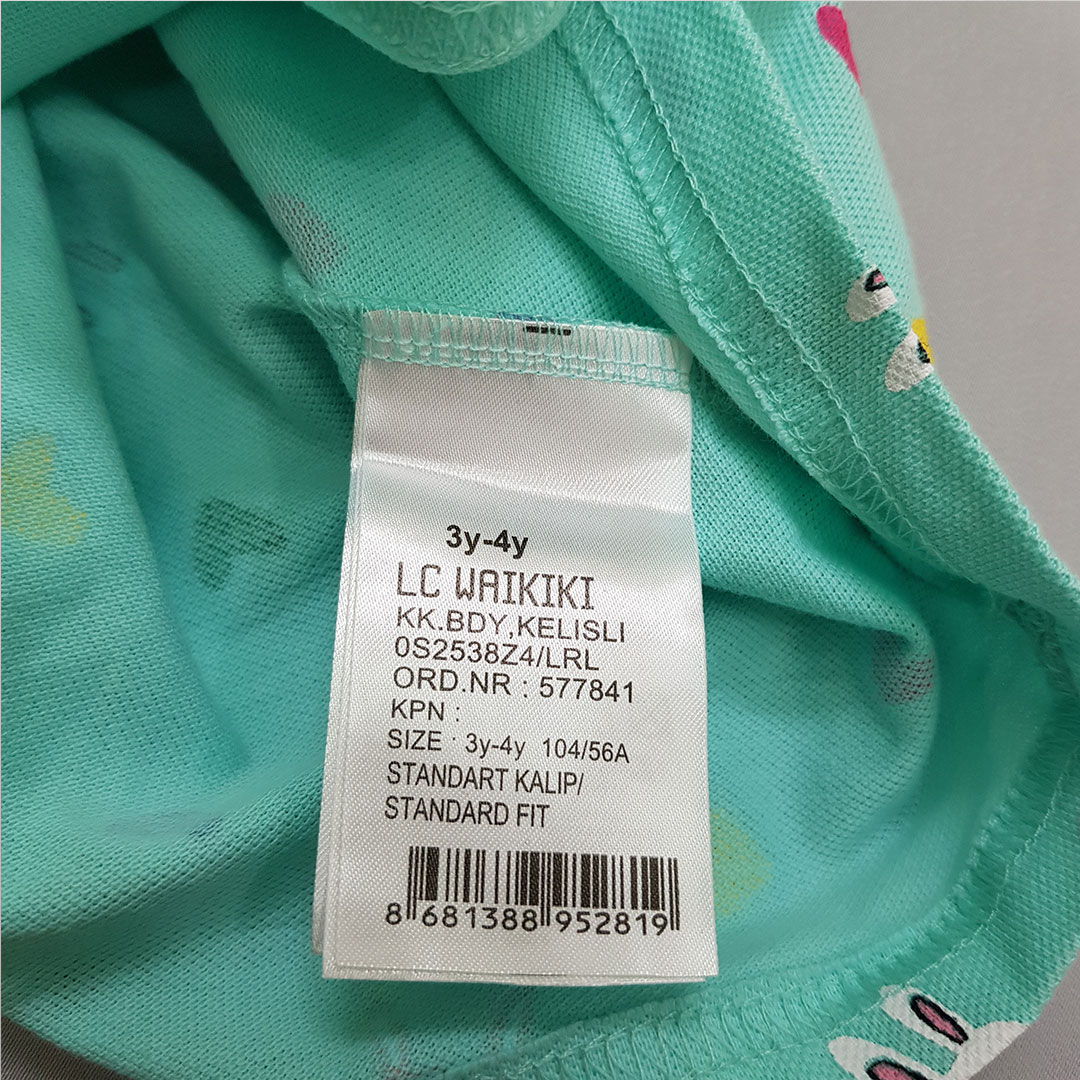 3y-4y
LC WAIKIKI
KK.BDY,KELISLI
0S2538Z4/LRL
ORD.NR : 577841
KPN :
SIZE : 3y-4y 104/56A
STANDART KALIP/
STANDARD FIT
8 681388 952819